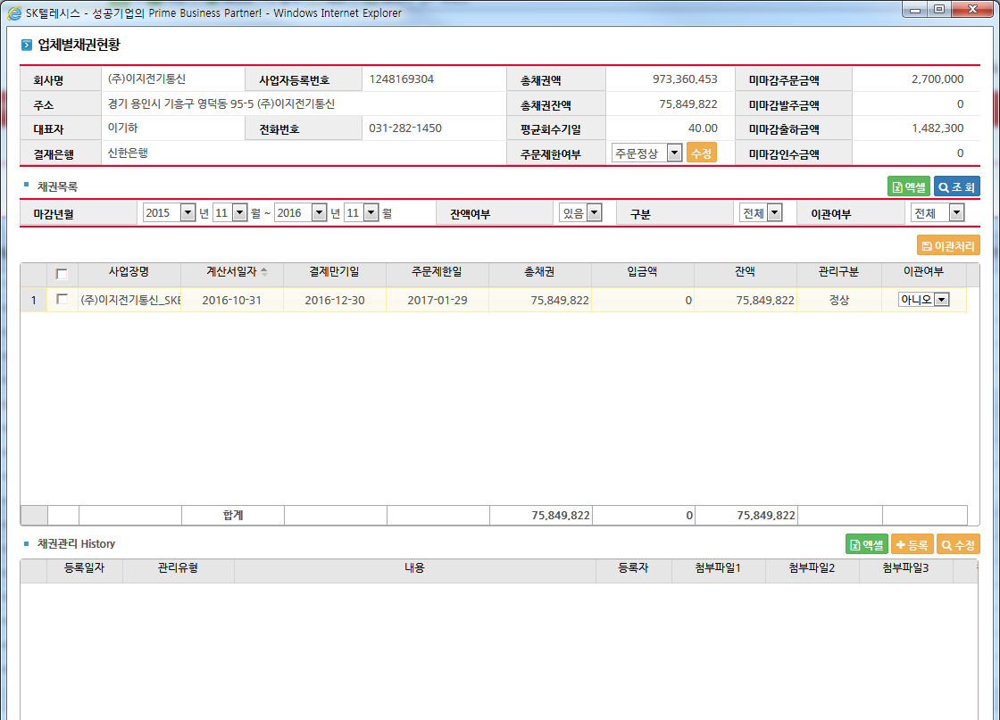 SK텔레시스 - 성공기업의 Prime Business Partner! - Windows Internet Explorer
업체별채권현황
회사명 (주)이지전기통신 사업자등록번호 1248169304 총채권액 973,360,453 미마감주문금액 2,700,000
주소 경기 용인시 기흥구 영덕동 95-5 (주)이지전기통신 총채권잔액 75,849,822 미마감발주금액 0
대표자 이기하 전화번호 031-282-1450 평균회수기일 40.00 미마감출하금액 1,482,300
결재은행 신한은행 주문제한여부 주문정상 수정 미마감인수금액 0
채권목록 엑셀 조 회
마감년월 2015 년 11 월 ~ 2016 년 11 월 잔액여부 있음 구분 전체 이관여부 전체
이관처리
사업장명 계산서일자 결제만기일 주문제한일 총채권 입금액 잔액 관리구분 이관여부
1 (주)이지전기통신_SKE 2016-10-31 2016-12-30 2017-01-29 75,849,822 0 75,849,822 정상 아니오
합계 75,849,822 0 75,849,822
채권관리 History 엑셀 등록 수정
등록일자 관리유형 내용 등록자 첨부파일1 첨부파일2 첨부파일3